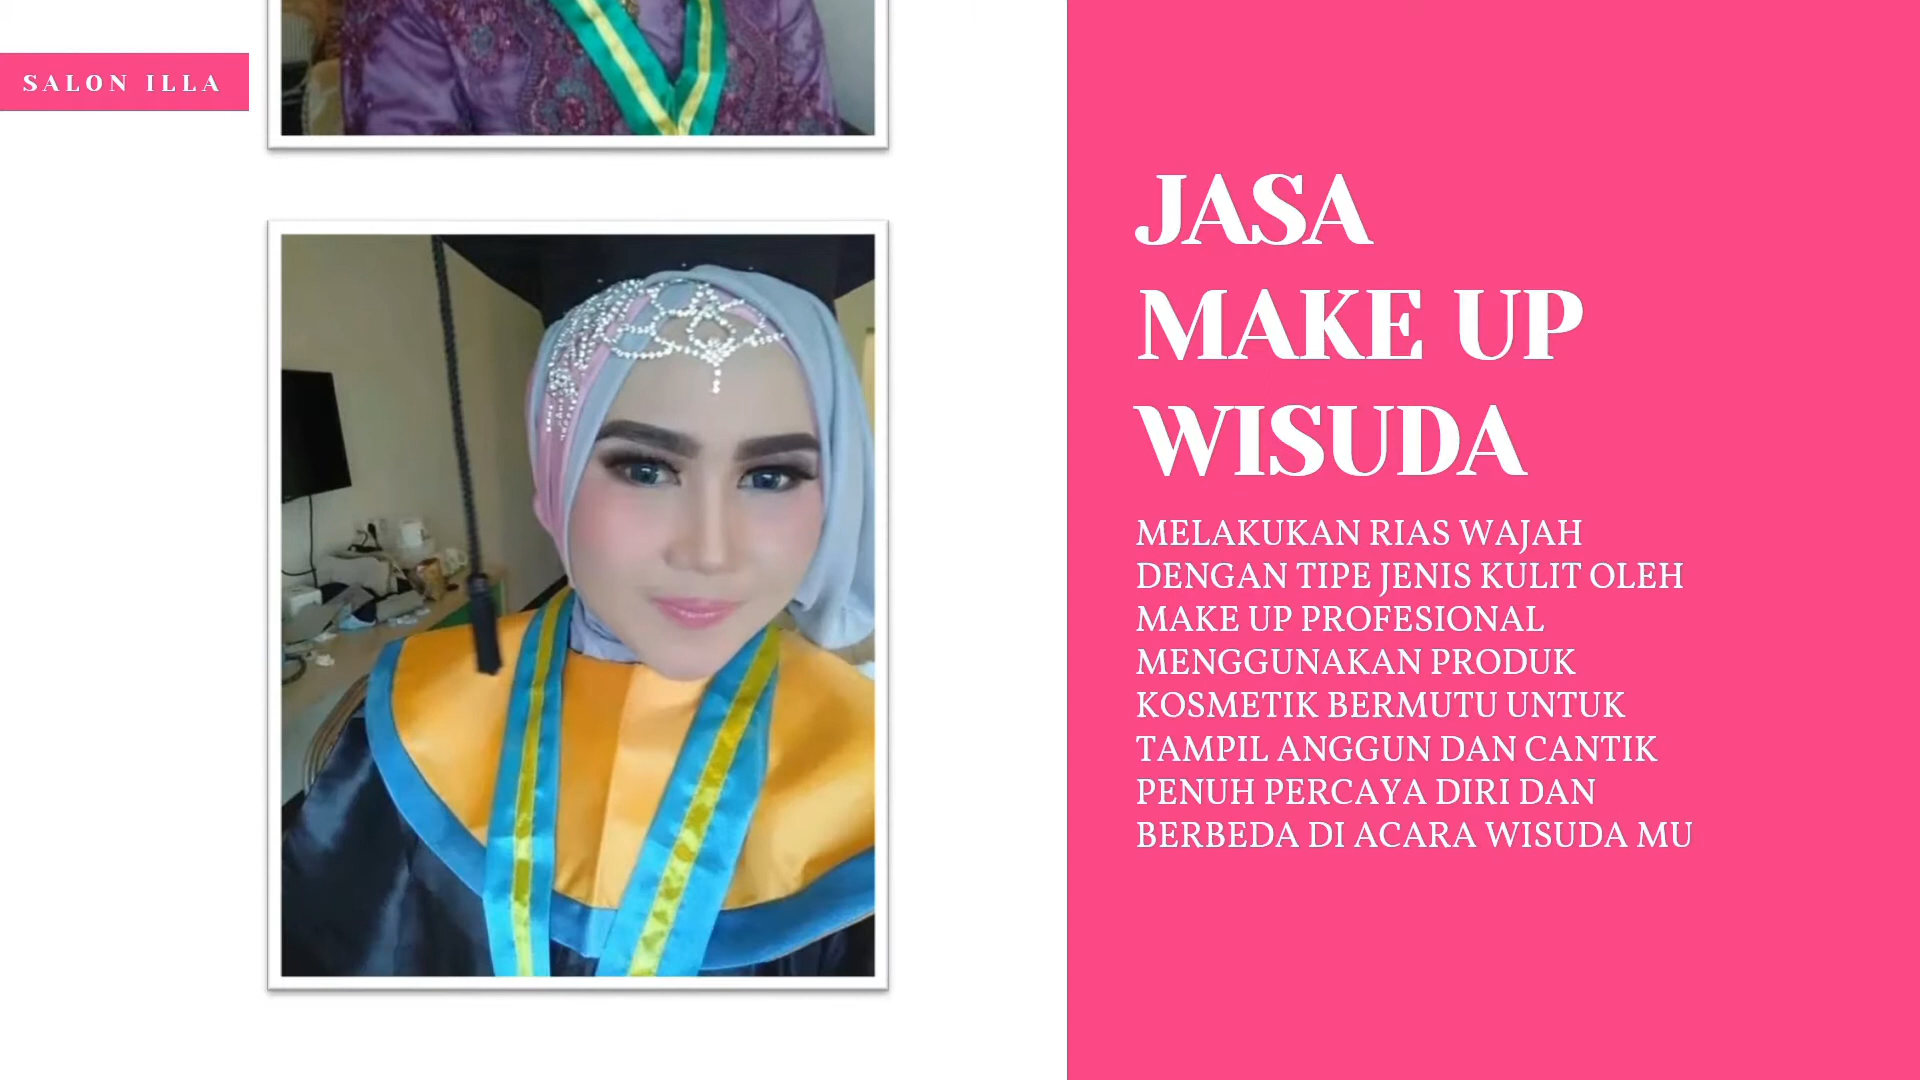 SALON ILLA
JASA
MAKE UP
WISUDA
MELAKUKAN RIAS WAJAH
DENGAN TIPE JENIS KULIT OLEH
MAKE UP PROFESIONAL
MENGGUNAKAN PRODUK
KOSMETIK BERMUTU UNTUK
TAMPIL ANGGUN DAN CANTIK
PENUH PERCAYA DIRI DAN
BERBEDA DI ACARA WISUDA MU